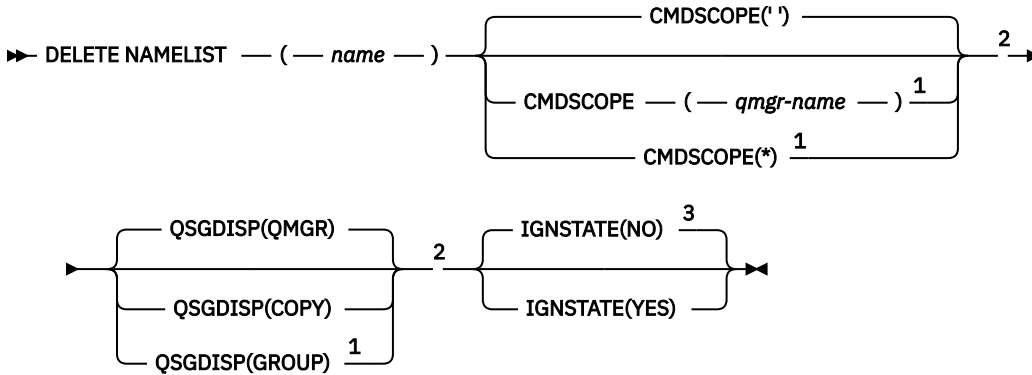 CMDSCOPE(' ')
DELETE NAMELIST ( name ) 2
CMDSCOPE ( qmgr-name ) 1
CMDSCOPE(*) 1
QSGDISP(QMGR) IGNSTATE(NO) 3
2
QSGDISP(COPY) IGNSTATE(YES)
QSGDISP(GROUP) 1